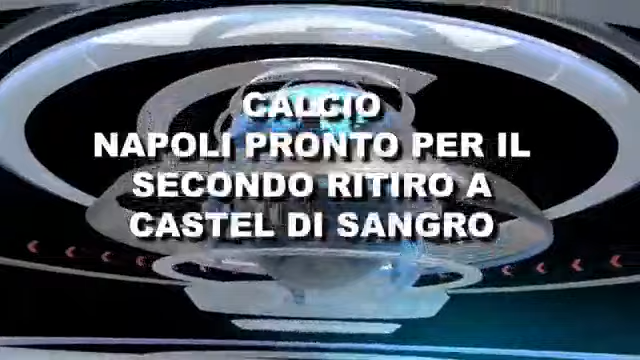 CALCIO
NAPOLI PRONTO PER IL
SECONDO RITIRO A
CASTEL DI SANGRO